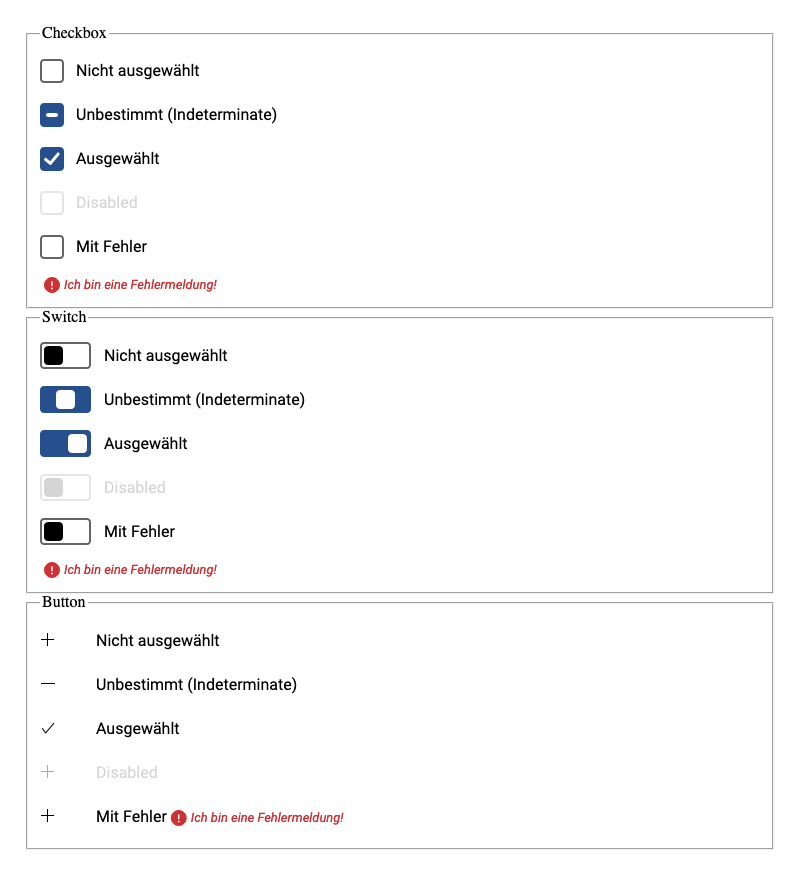 Checkbox
Nicht ausgewählt
Unbestimmt (Indeterminate)
Ausgewählt
Disabled
Mit Fehler
Ich bin eine Fehlermeldung!
Switch
Nicht ausgewählt
Unbestimmt (Indeterminate)
Ausgewählt
Disabled
Mit Fehler
Ich bin eine Fehlermeldung!
Button
Nicht ausgewählt
Unbestimmt (Indeterminate)
Ausgewählt
Disabled
Mit Fehler Ich bin eine Fehlermeldung!